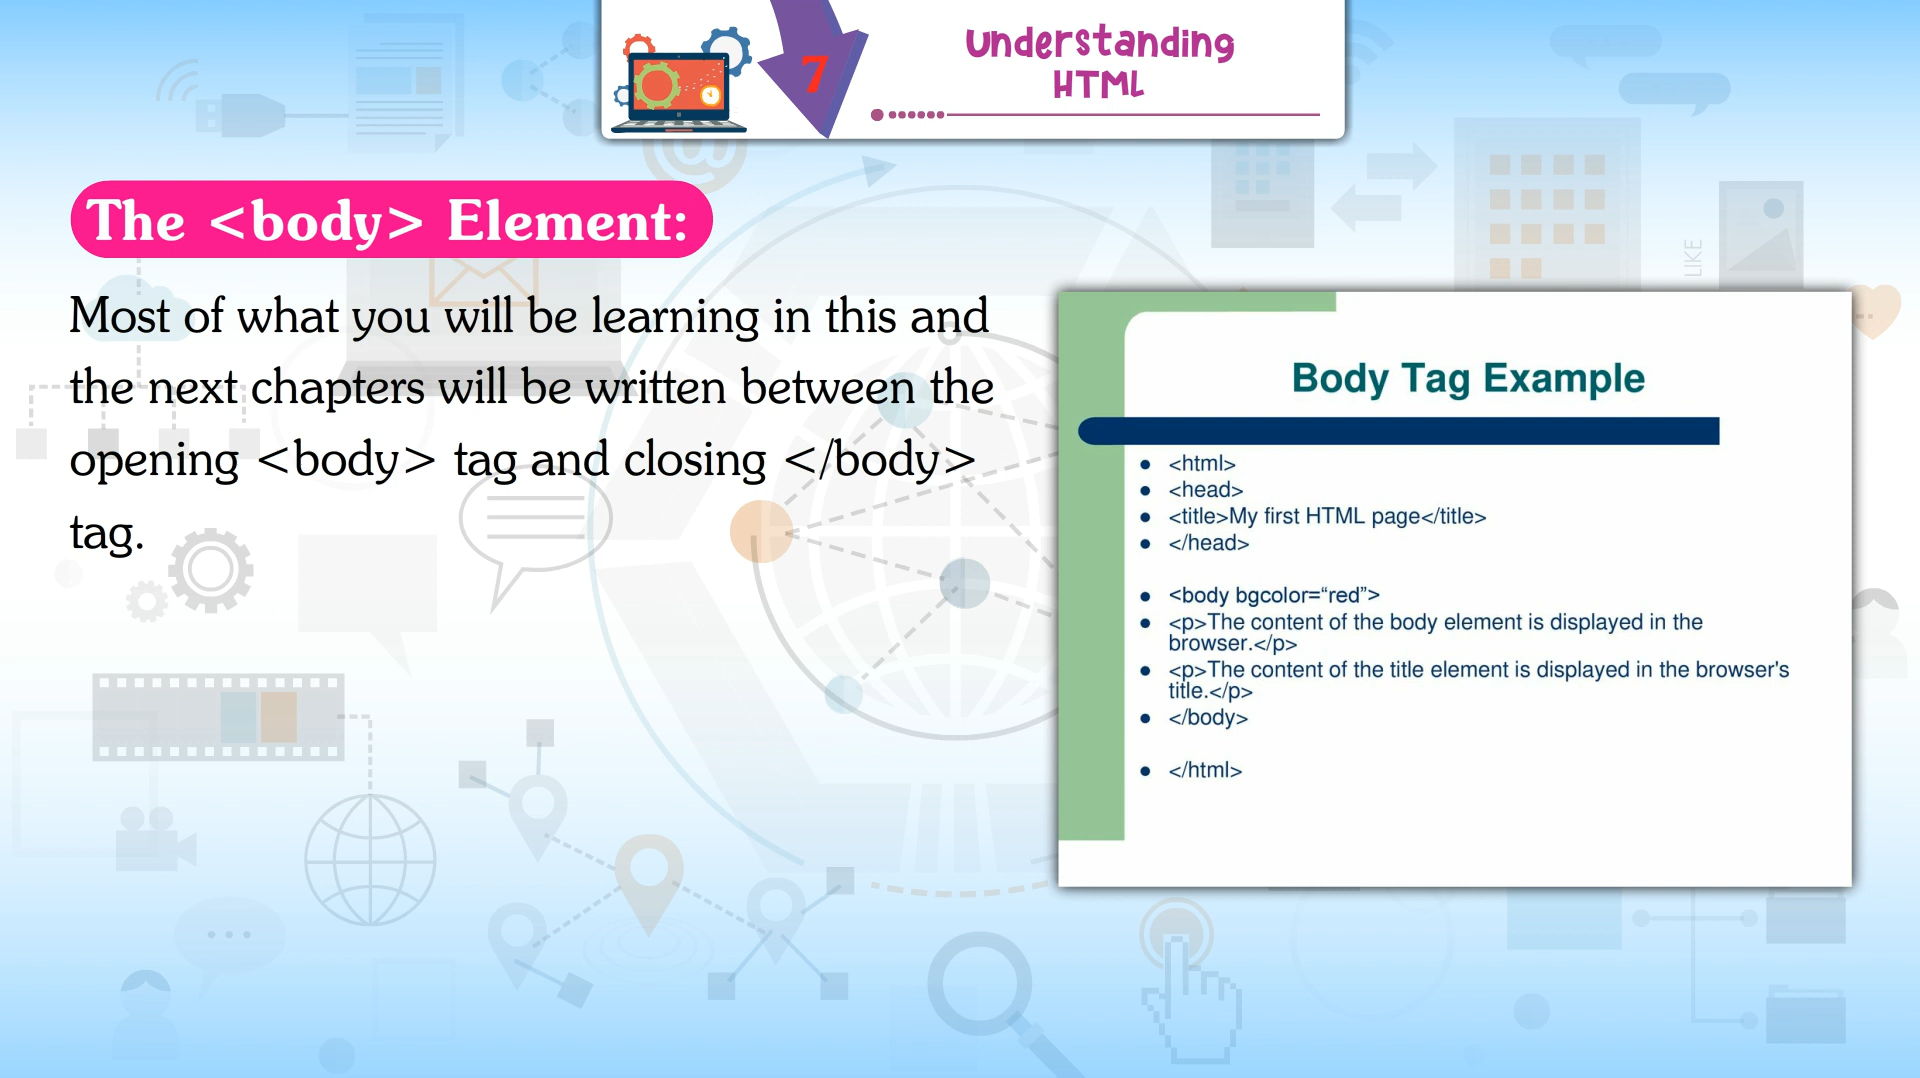 7
Understanding
HTML
The <body> Element:
Most of what you will be learning in this and
the next chapters will be written between the
opening <body> tag and closing </body>
tag.
LIKE
@
Body Tag Example
• <html>
• <head>
• <title>My first HTML page</title>
• </head>
• <body bgcolor=“red”>
• <p>The content of the body element is displayed in the
browser.</p>
• <p>The content of the title element is displayed in the browser's
title.</p>
• </body>
• </html>